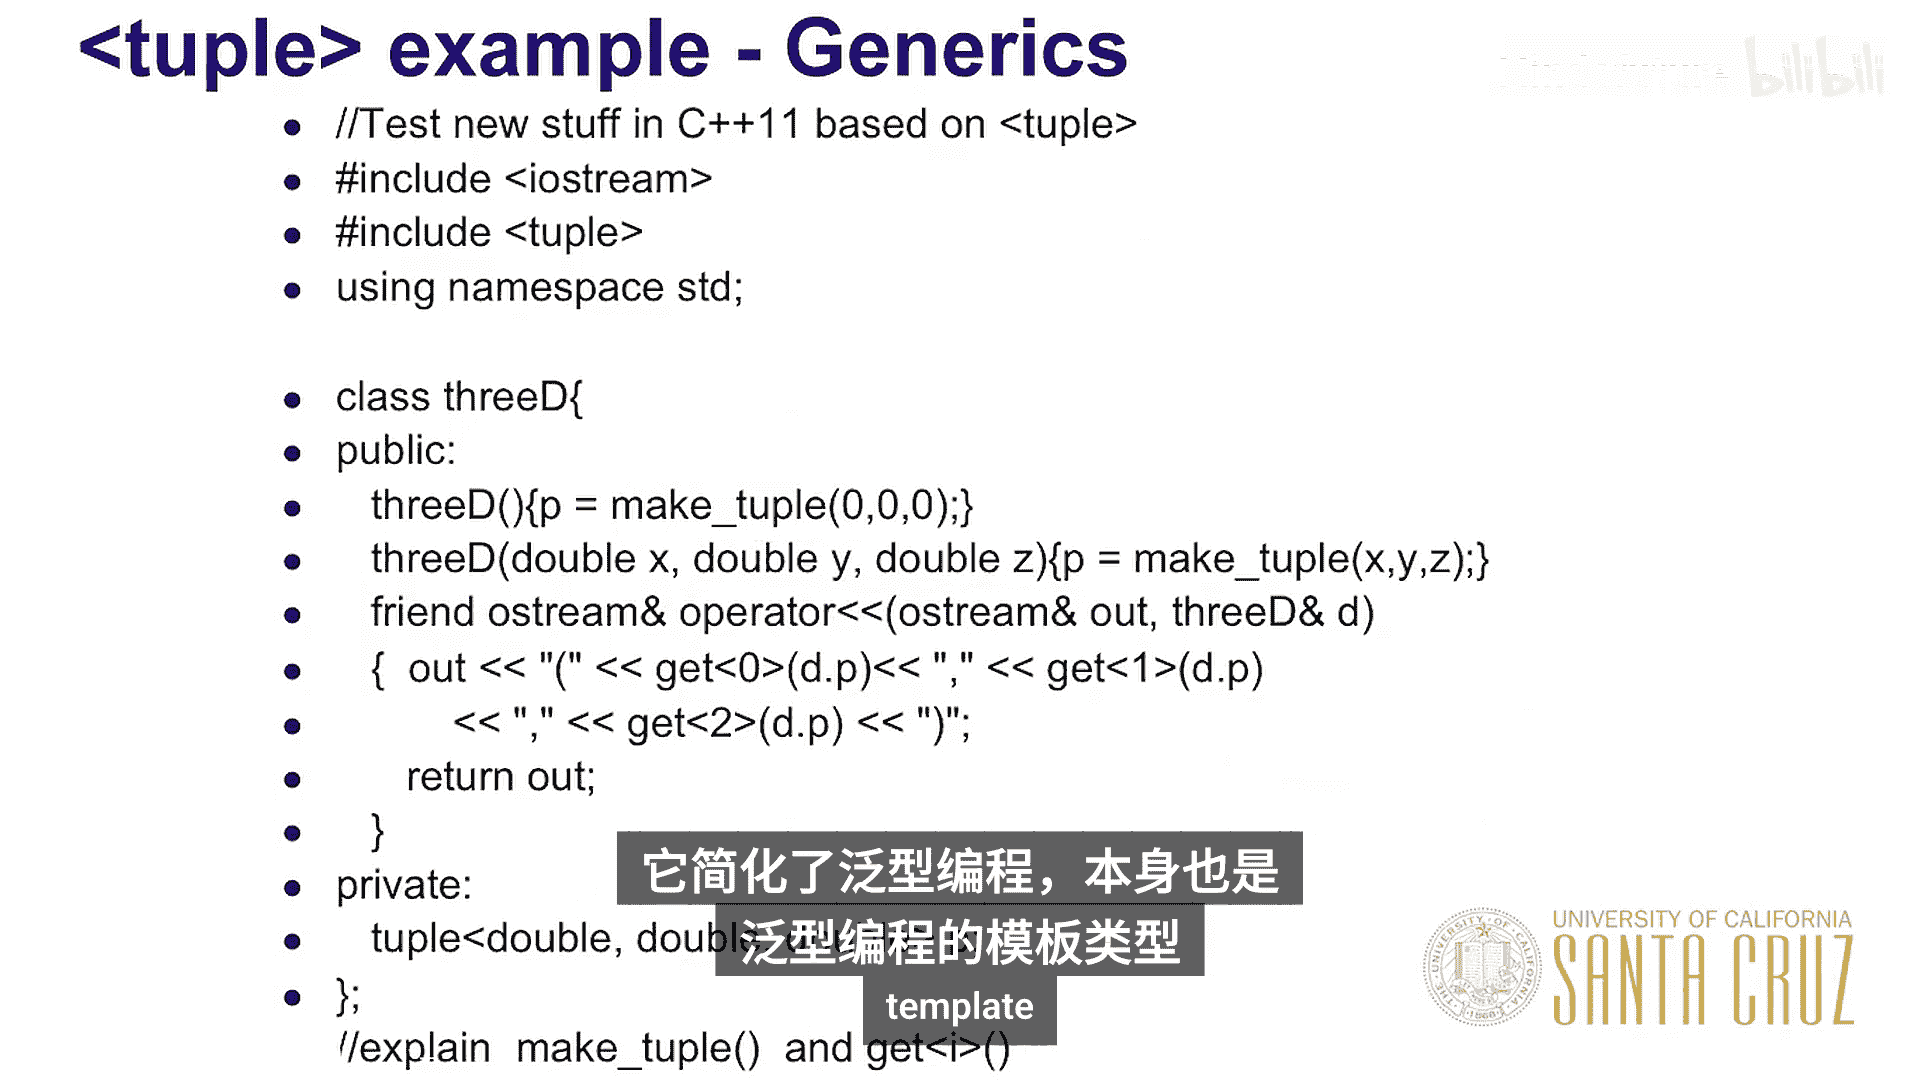 <tuple> example - Generics
bilibili
//Test new stuff in C++11 based on <tuple>
#include <iostream>
#include <tuple>
using namespace std;
class threeD{
public:
threeD(){p = make_tuple(0,0,0);}
threeD(double x, double y, double z){p = make_tuple(x,y,z);}
friend ostream& operator<<(ostream& out, threeD& d)
{ out << "(" << get<0>(d.p)<< "," << get<1>(d.p)
<< "," << get<2>(d.p) << ")";
return out;
}
private:
tuple<double, double
};
//explain make_tuple() and get<i>()
它简化了泛型编程，本身也是
泛型编程的模板类型
template
UNIVERSITY OF CALIFORNIA
SANTA CRUZ